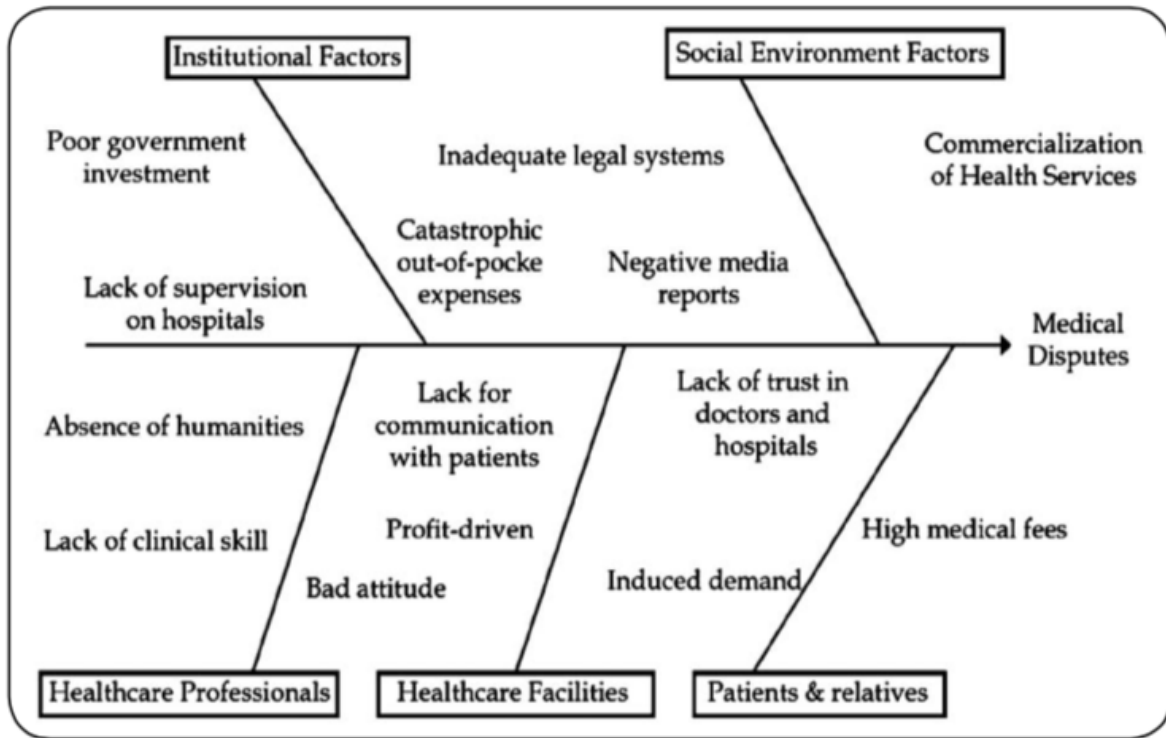 Institutional Factors
Social Environment Factors
Poor government
investment
Inadequate legal systems
Commercialization
of Health Services
Catastrophic
out-of-pocke
expenses
Negative media
reports
Lack of supervision
on hospitals
Medical
Disputes
Absence of humanities
Lack for
communication
with patients
Lack of trust in
doctors and
hospitals
Lack of clinical skill
Profit-driven
High medical fees
Bad attitude
Induced demand
Healthcare Professionals
Healthcare Facilities
Patients & relatives